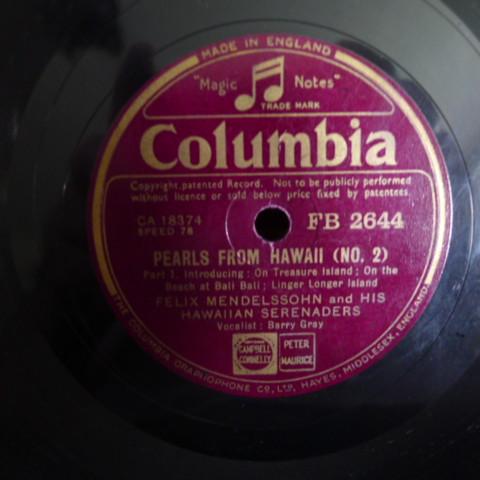 MADE IN ENGLAND
"Magic Notes"
TRADE MARK
Columbia
Copyright, patented Record. Not to be publicly performed
without licence or sold below price fixed by patentees.
CA 18374 FB 2644
SPEED 78
PEARLS FROM HAWAII (NO. 2)
Part 1. Introducing : On Treasure Island ; On the
Beach at Bali Bali ; Linger Longer Island
FELIX MENDELSSOHN and HIS
HAWAIIAN SERENADERS
Vocalist : Barry Gray
CAMPBELL
CONNELLY
PETER
MAURICE
THE COLUMBIA GRAPHOPHONE CO., LTD., HAYES, MIDDLESEX, ENGLAND.